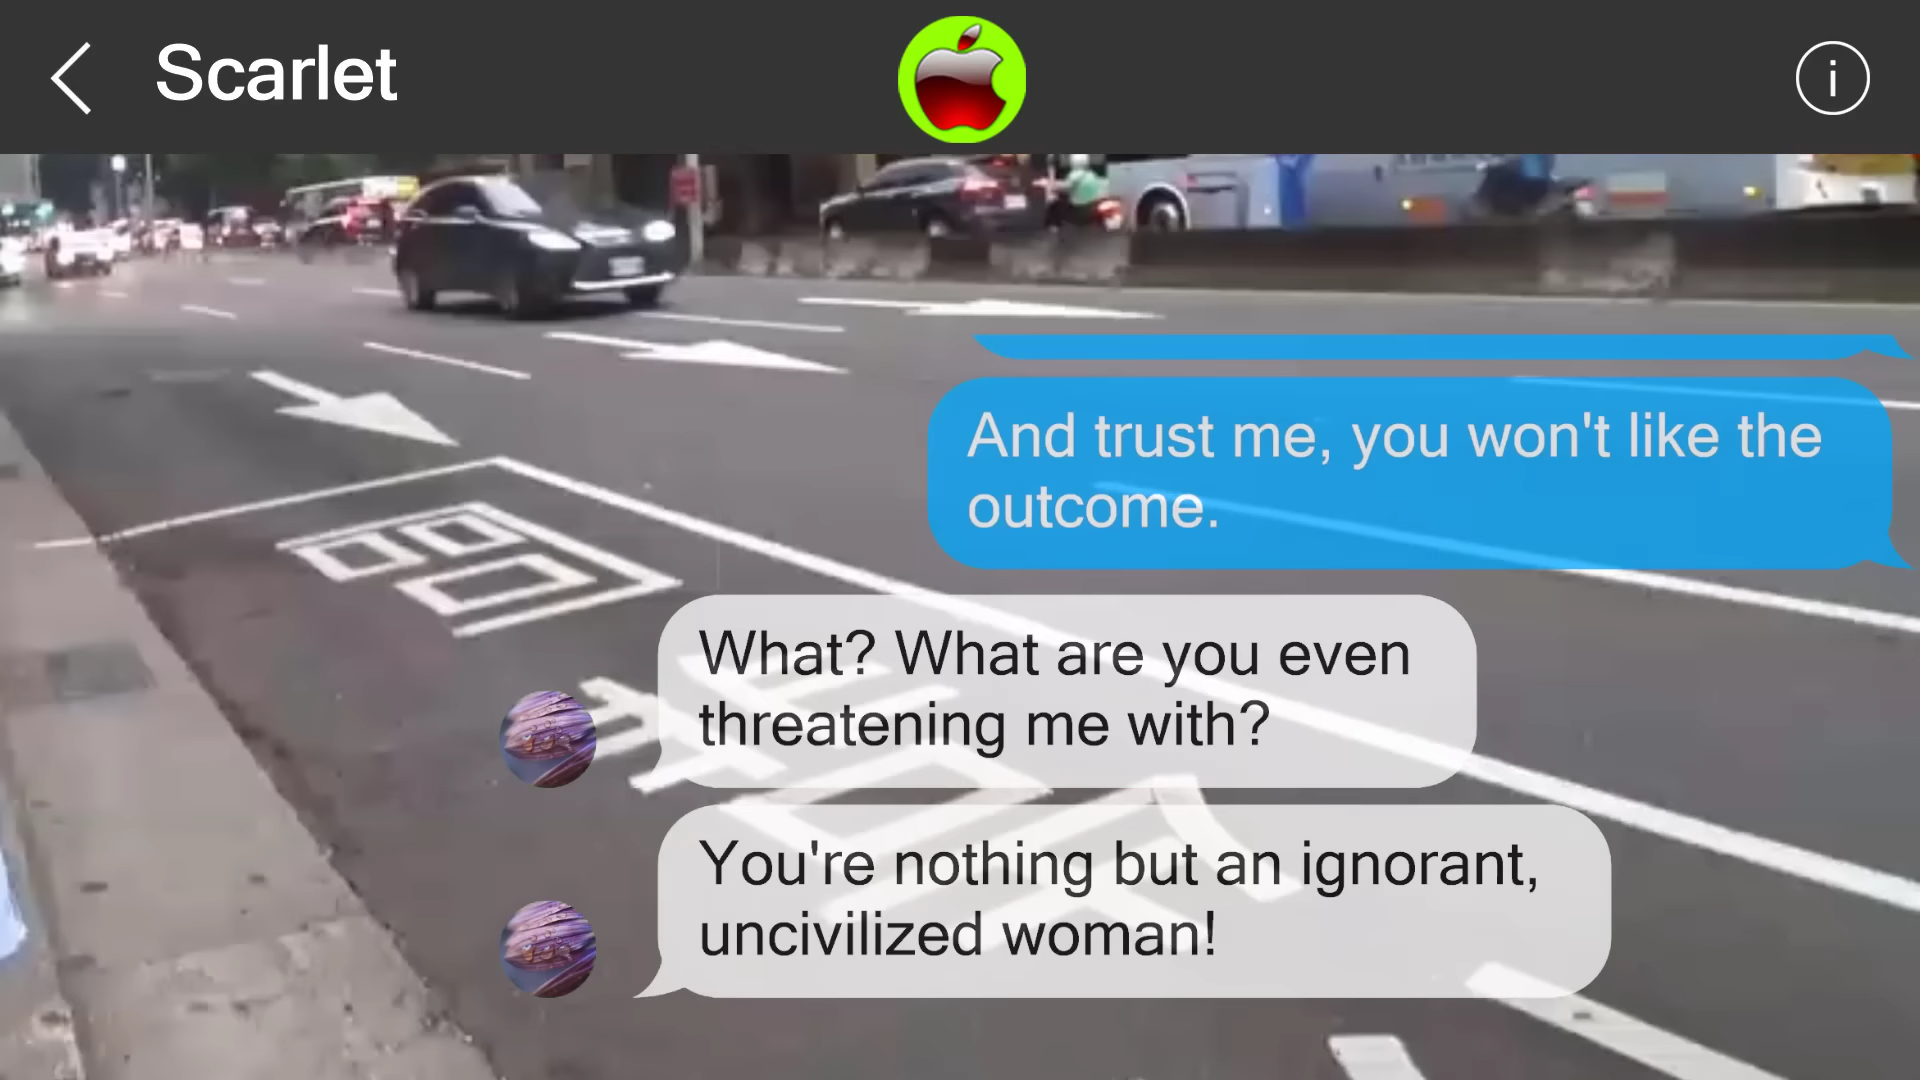 Scarlet
i
And trust me, you won't like the
outcome.
What? What are you even
threatening me with?
You're nothing but an ignorant,
uncivilized woman!